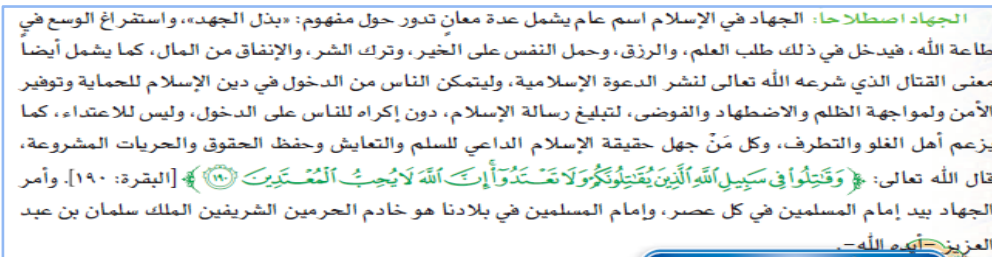 الجهاد اصطلاحا: الجهاد في الإسلام اسم عام يشمل عدة معانٍ تدور حول مفهوم: «بذل الجهد»، واستفراغ الوسع في
طاعة الله، فيدخل في ذلك طلب العلم، والرزق، وحمل النفس على الخير، وترك الشر، والإنفاق من المال، كما يشمل أيضا
معنى القتال الذي شرعه الله تعالى لنشر الدعوة الإسلامية، وليتمكن الناس من الدخول في دين الإسلام للحماية وتوفير
الأمن ولمواجهة الظلم والاضطهاد والفوضى، لتبليغ رسالة الإسلام، دون إكراه للناس على الدخول، وليس للاعتداء، كما
يزعم أهل الغلو والتطرف، وكل مَنْ جهل حقيقة الإسلام الداعي للسلم والتعايش وحفظ الحقوق والحريات المشروعة،
قال الله تعالى: ﴿ وَقَٰتِلُوا۟ فِى سَبِيلِ ٱللَّهِ ٱلَّذِينَ يُقَٰتِلُونَكُمْ وَلَا تَعْتَدُوٓا۟ إِنَّ ٱللَّهَ لَا يُحِبُّ ٱلْمُعْتَدِينَ ١٩٠ ﴾ [البقرة: ١٩٠]. وأمر
الجهاد بيد إمام المسلمين في كل عصر، وإمام المسلمين في بلادنا هو خادم الحرمين الشريفين الملك سلمان بن عبد
العزيز -أيده الله-.